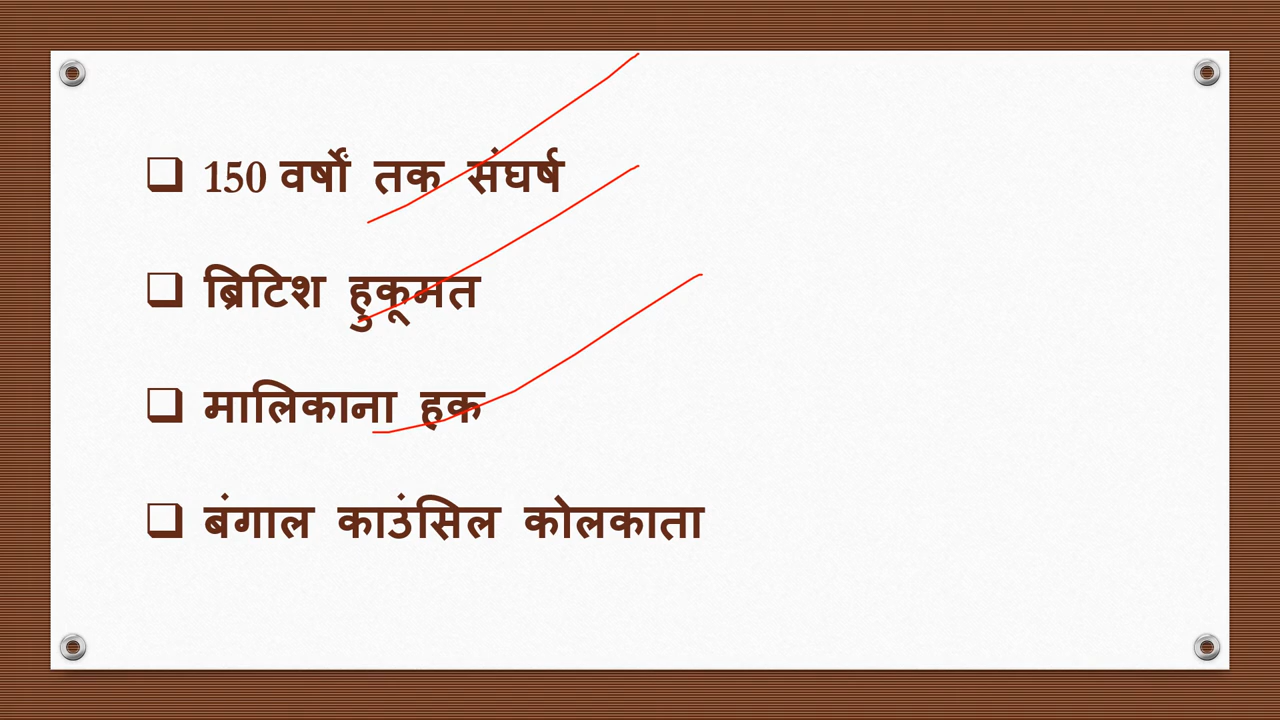 150 वर्षों तक संघर्ष
ब्रिटिश हुकूमत
मालिकाना हक
बंगाल काउंसिल कोलकाता